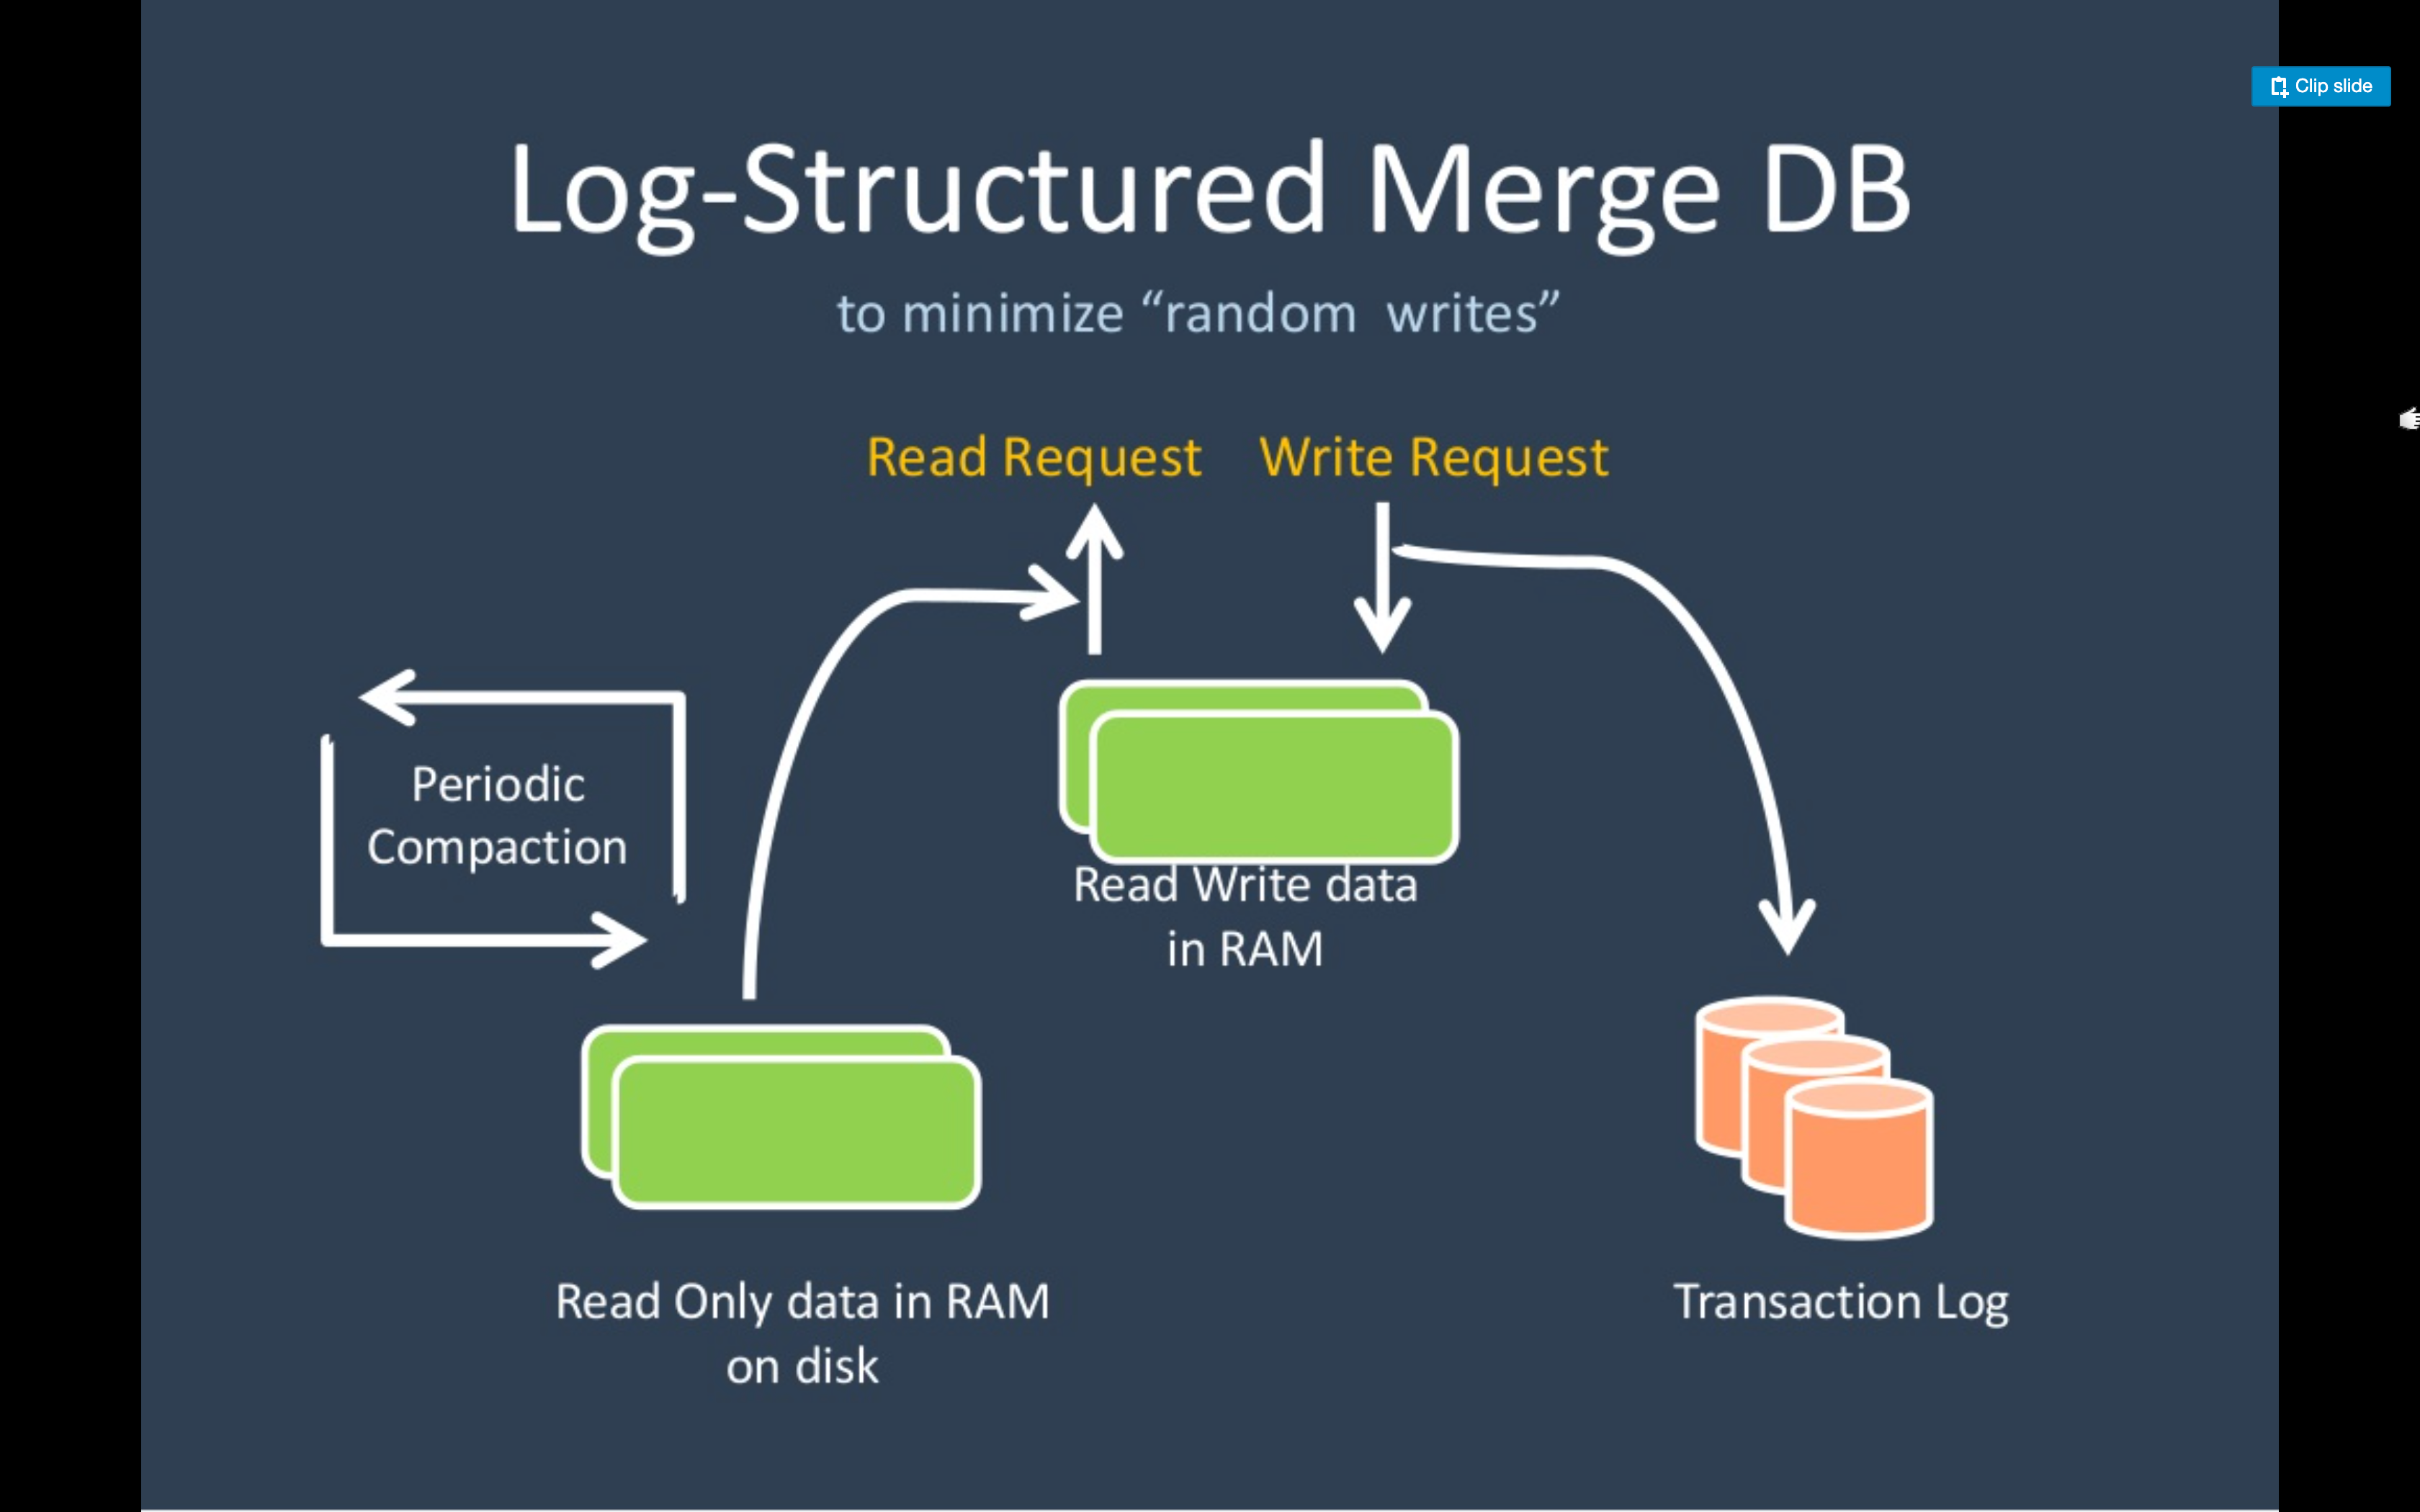 Clip slide
Log-Structured Merge DB
to minimize “random writes”
Read Request
Write Request
Periodic
Compaction
Read Write data
in RAM
Read Only data in RAM
on disk
Transaction Log